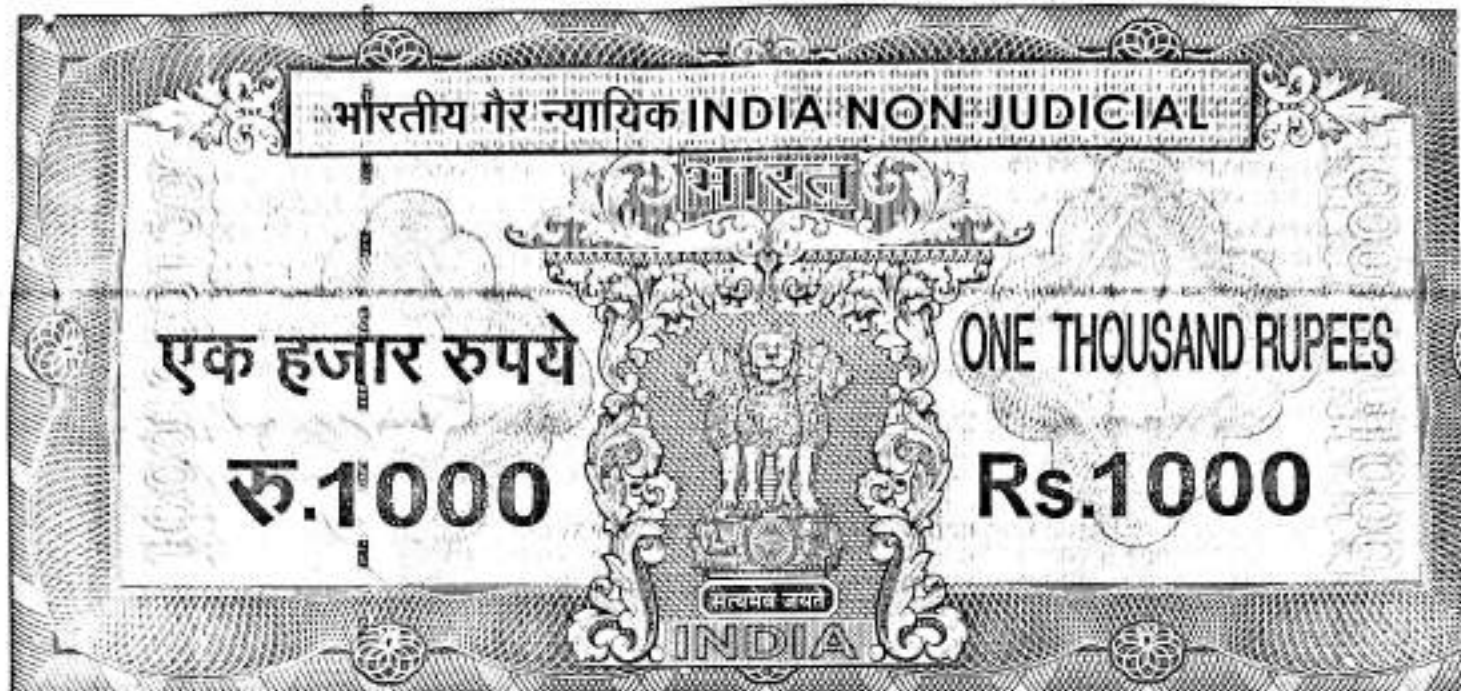 भारतीय गैर न्यायिक INDIA NON JUDICIAL
भारत
एक हजार रुपये
ONE THOUSAND RUPEES
रु.1000
Rs.1000
सत्यमेव जयते
INDIA